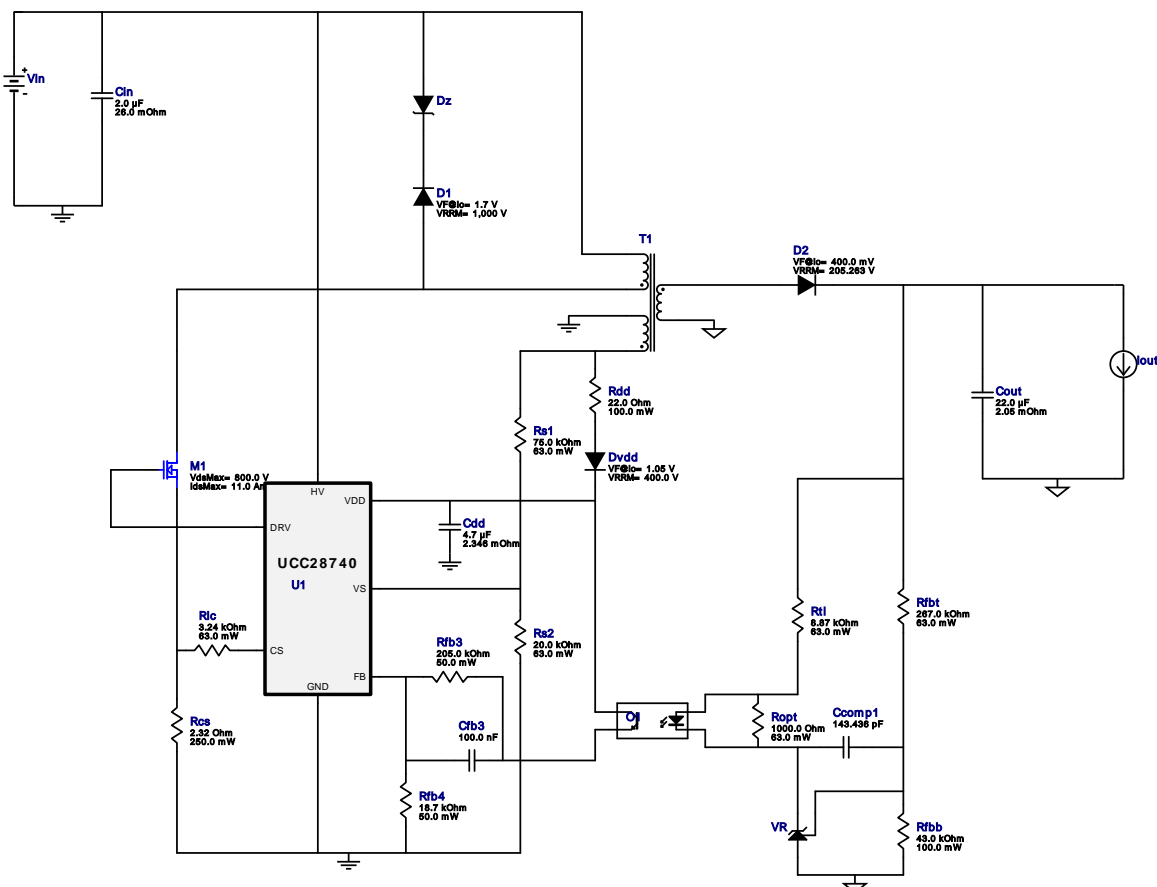 +
Vin
-
Cin
2.0 µF
26.0 mOhm
Dz
D1
VF@Io= 1.7 V
VRRM= 1,000 V
T1
D2
VF@Io= 400.0 mV
VRRM= 205.263 V
Iout
Cout
22.0 µF
2.05 mOhm
Rdd
22.0 Ohm
100.0 mW
Rs1
75.0 kOhm
63.0 mW
Dvdd
VF@Io= 1.05 V
VRRM= 400.0 V
M1
VdsMax= 800.0 V
IdsMax= 11.0 Am
HV
VDD
DRV
Cdd
4.7 µF
2.346 mOhm
UCC28740
U1
VS
Rlc
3.24 kOhm
63.0 mW
CS
Rfb3
205.0 kOhm
50.0 mW
Rs2
20.0 kOhm
63.0 mW
Rtl
8.87 kOhm
63.0 mW
Rfbt
267.0 kOhm
63.0 mW
FB
GND
Rcs
2.32 Ohm
250.0 mW
Cfb3
100.0 nF
O1
Ropt
1000.0 Ohm
63.0 mW
Ccomp1
143.436 pF
Rfb4
18.7 kOhm
50.0 mW
VR
Rfbb
43.0 kOhm
100.0 mW